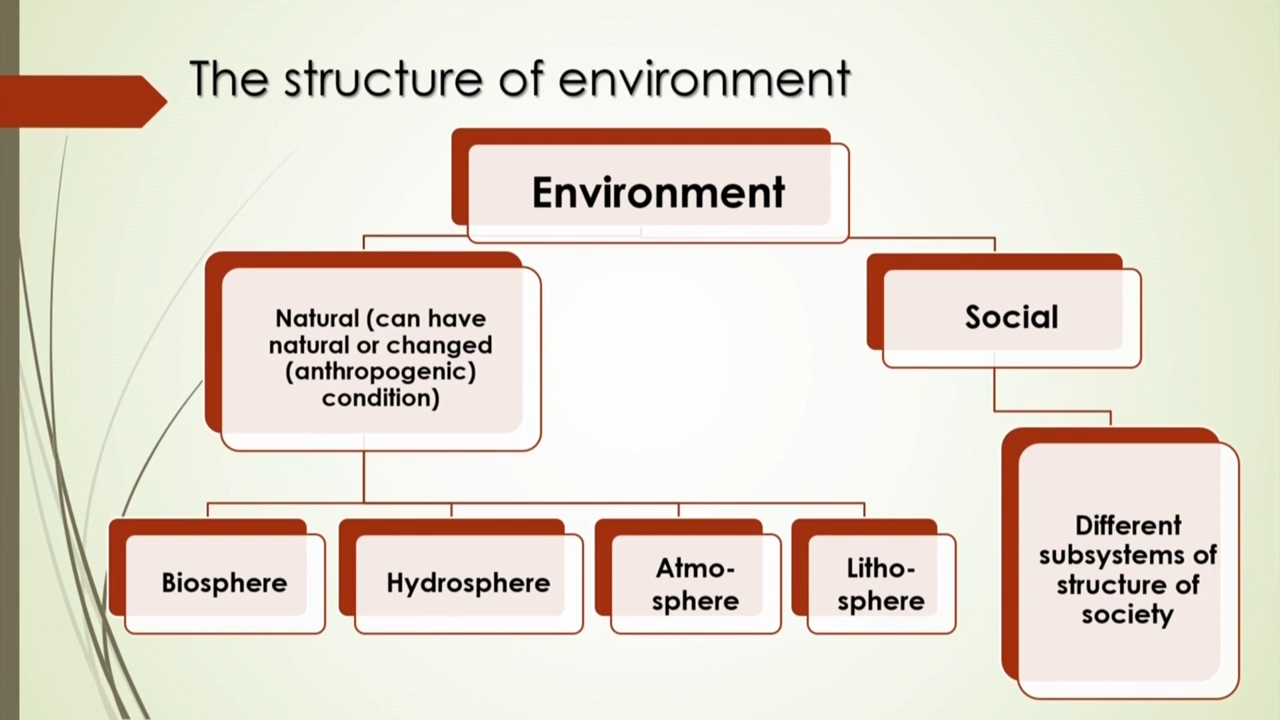 The structure of environment
Environment
Natural (can have
natural or changed
(anthropogenic)
condition)
Social
Biosphere
Hydrosphere
Atmo-
sphere
Litho-
sphere
Different
subsystems of
structure of
society